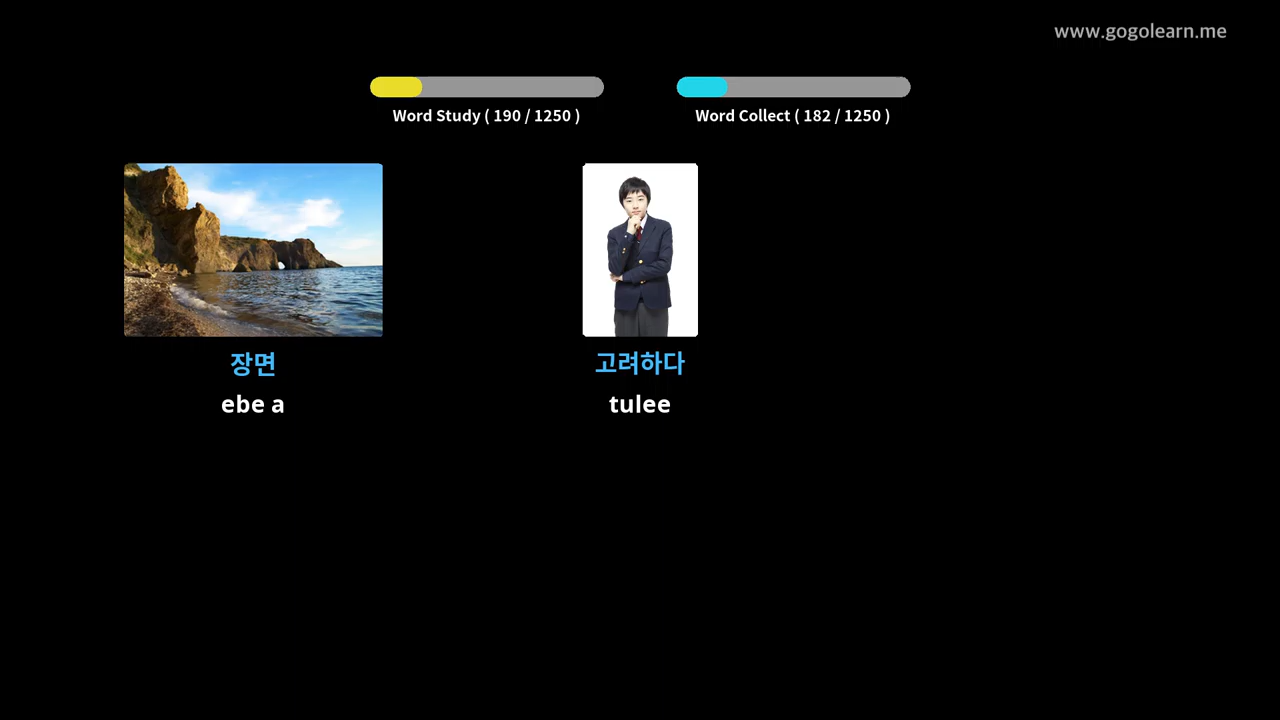 www.gogolearn.me
Word Study ( 190 / 1250 )
Word Collect ( 182 / 1250 )
장면
고려하다
ebe a
tulee